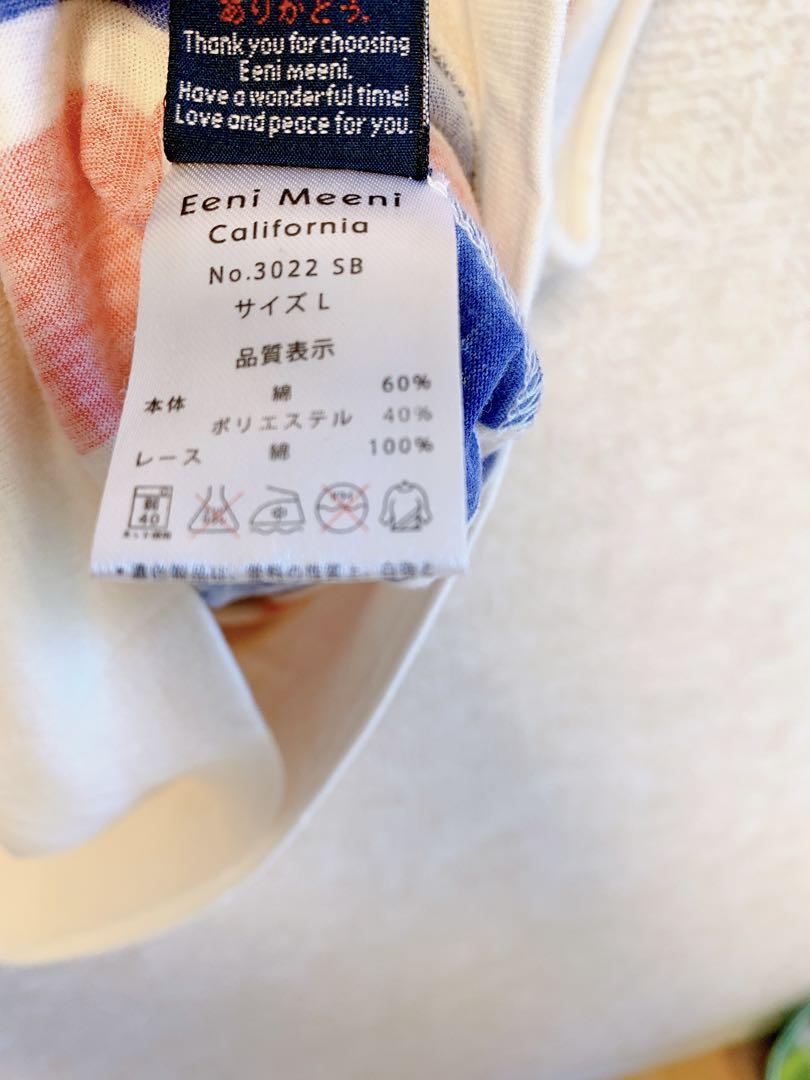 ありがとう。
Thank you for choosing
Eeni Meeni.
Have a wonderful time!
Love and peace for you.
Eeni Meeni
California
No.3022 SB
サイズ L
品質表示
本体 綿 60%
ポリエステル 40%
レース 綿 100%
弱
40
中